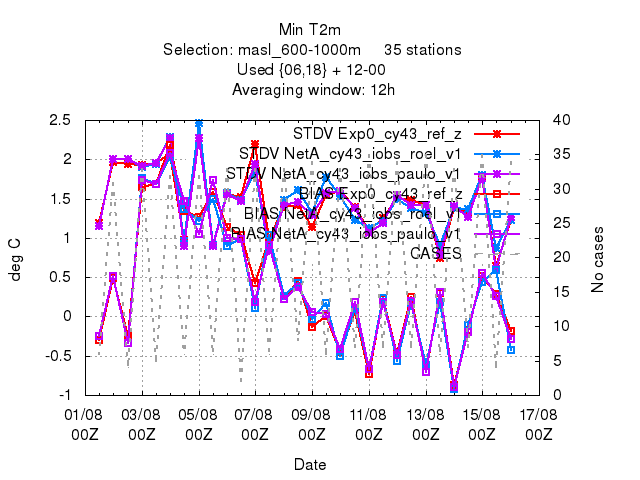 Min T2m
Selection: masl_600-1000m 35 stations
Used {06,18} + 12-00
Averaging window: 12h
2.5
2
1.5
1
0.5
0
-0.5
-1
deg C
40
35
30
25
20
15
10
5
0
No cases
STDV Exp0_cy43_ref_z
STDV NetA_cy43_iobs_roel_v1
STDV NetA_cy43_iobs_paulo_v1
BIAS Exp0_cy43_ref_z
BIAS NetA_cy43_iobs_roel_v1
BIAS NetA_cy43_iobs_paulo_v1
CASES
01/08 03/08 05/08 07/08 09/08 11/08 13/08 15/08 17/08
00Z 00Z 00Z 00Z 00Z 00Z 00Z 00Z 00Z
Date